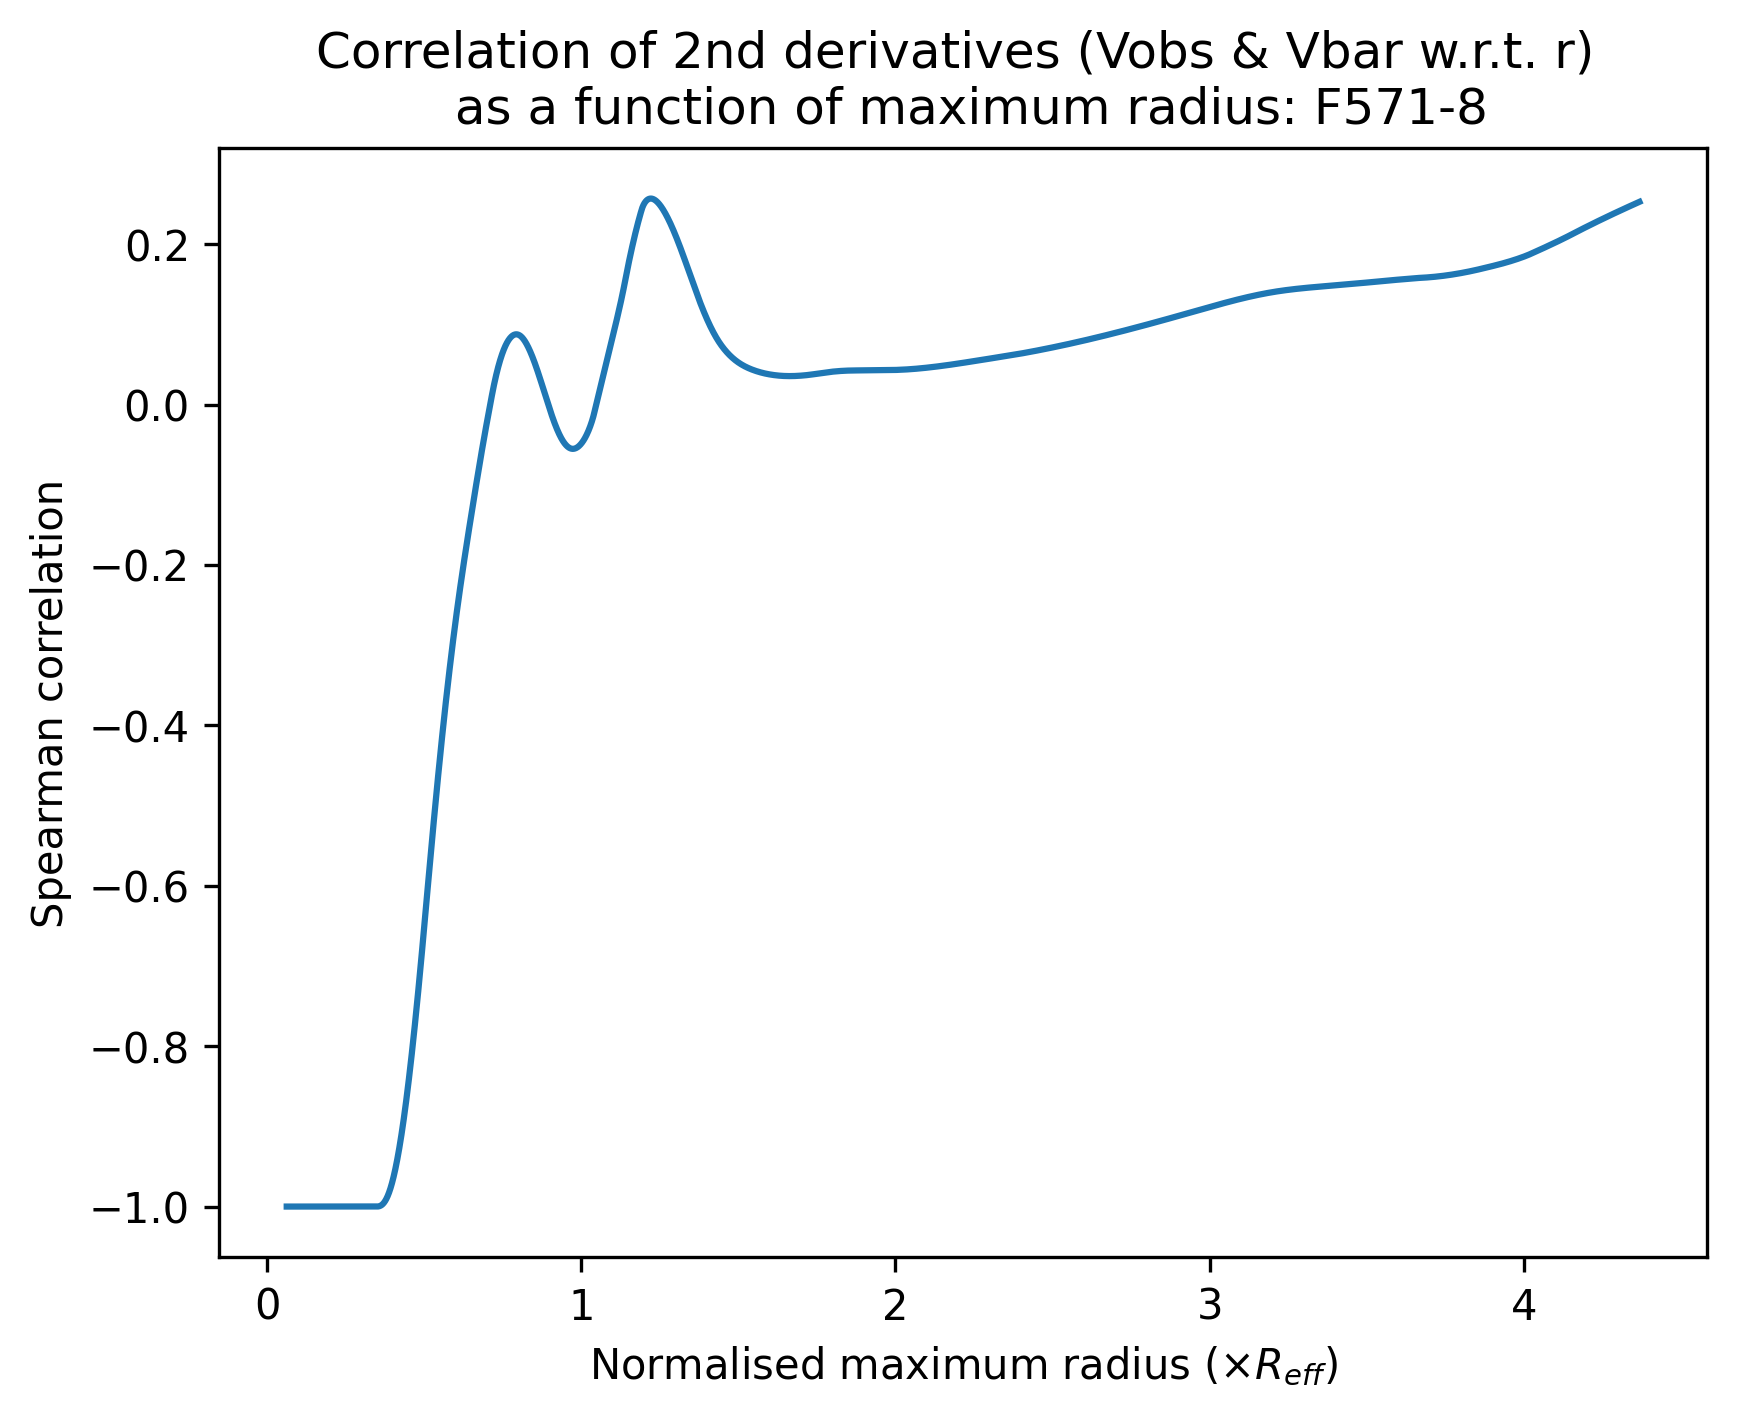 Correlation of 2nd derivatives (Vobs & Vbar w.r.t. r)
as a function of maximum radius: F571-8
Spearman correlation
0.2
0.0
−0.2
−0.4
−0.6
−0.8
−1.0
0 1 2 3 4
Normalised maximum radius (×R_eff)